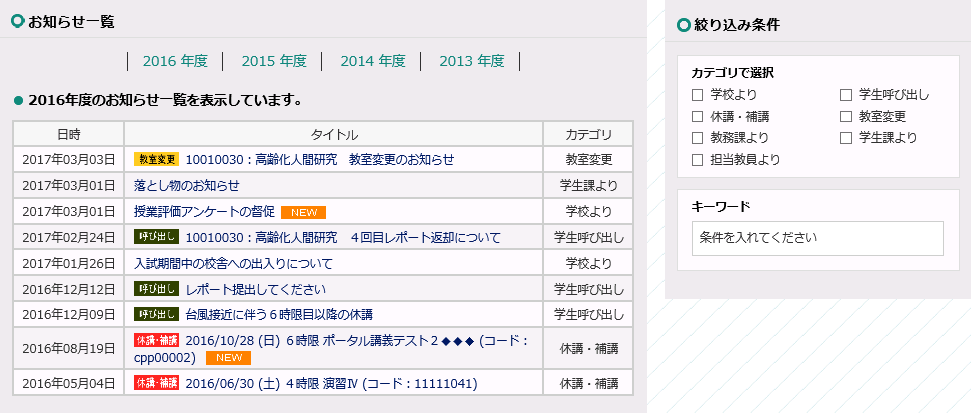 お知らせ一覧
2016 年度 2015 年度 2014 年度 2013 年度
2016年度のお知らせ一覧を表示しています。
日時 タイトル カテゴリ
2017年03月03日 教室変更 10010030：高齢化人間研究　教室変更のお知らせ 教室変更
2017年03月01日 落とし物のお知らせ 学生課より
2017年03月01日 授業評価アンケートの督促 NEW 学校より
2017年02月24日 呼び出し 10010030：高齢化人間研究　４回目レポート返却について 学生呼び出し
2017年01月26日 入試期間中の校舎への出入りについて 学校より
2016年12月12日 呼び出し レポート提出してください 学生呼び出し
2016年12月09日 呼び出し 台風接近に伴う６時限目以降の休講 学生呼び出し
2016年08月19日 休講・補講 2016/10/28 (日) ６時限 ポータル講義テスト２◆◆◆ (コード：
cpp00002) NEW 休講・補講
2016年05月04日 休講・補講 2016/06/30 (土) ４時限 演習Ⅳ (コード：11111041) 休講・補講
絞り込み条件
カテゴリで選択
学校より 学生呼び出し
休講・補講 教室変更
教務課より 学生課より
担当教員より
キーワード
条件を入れてください